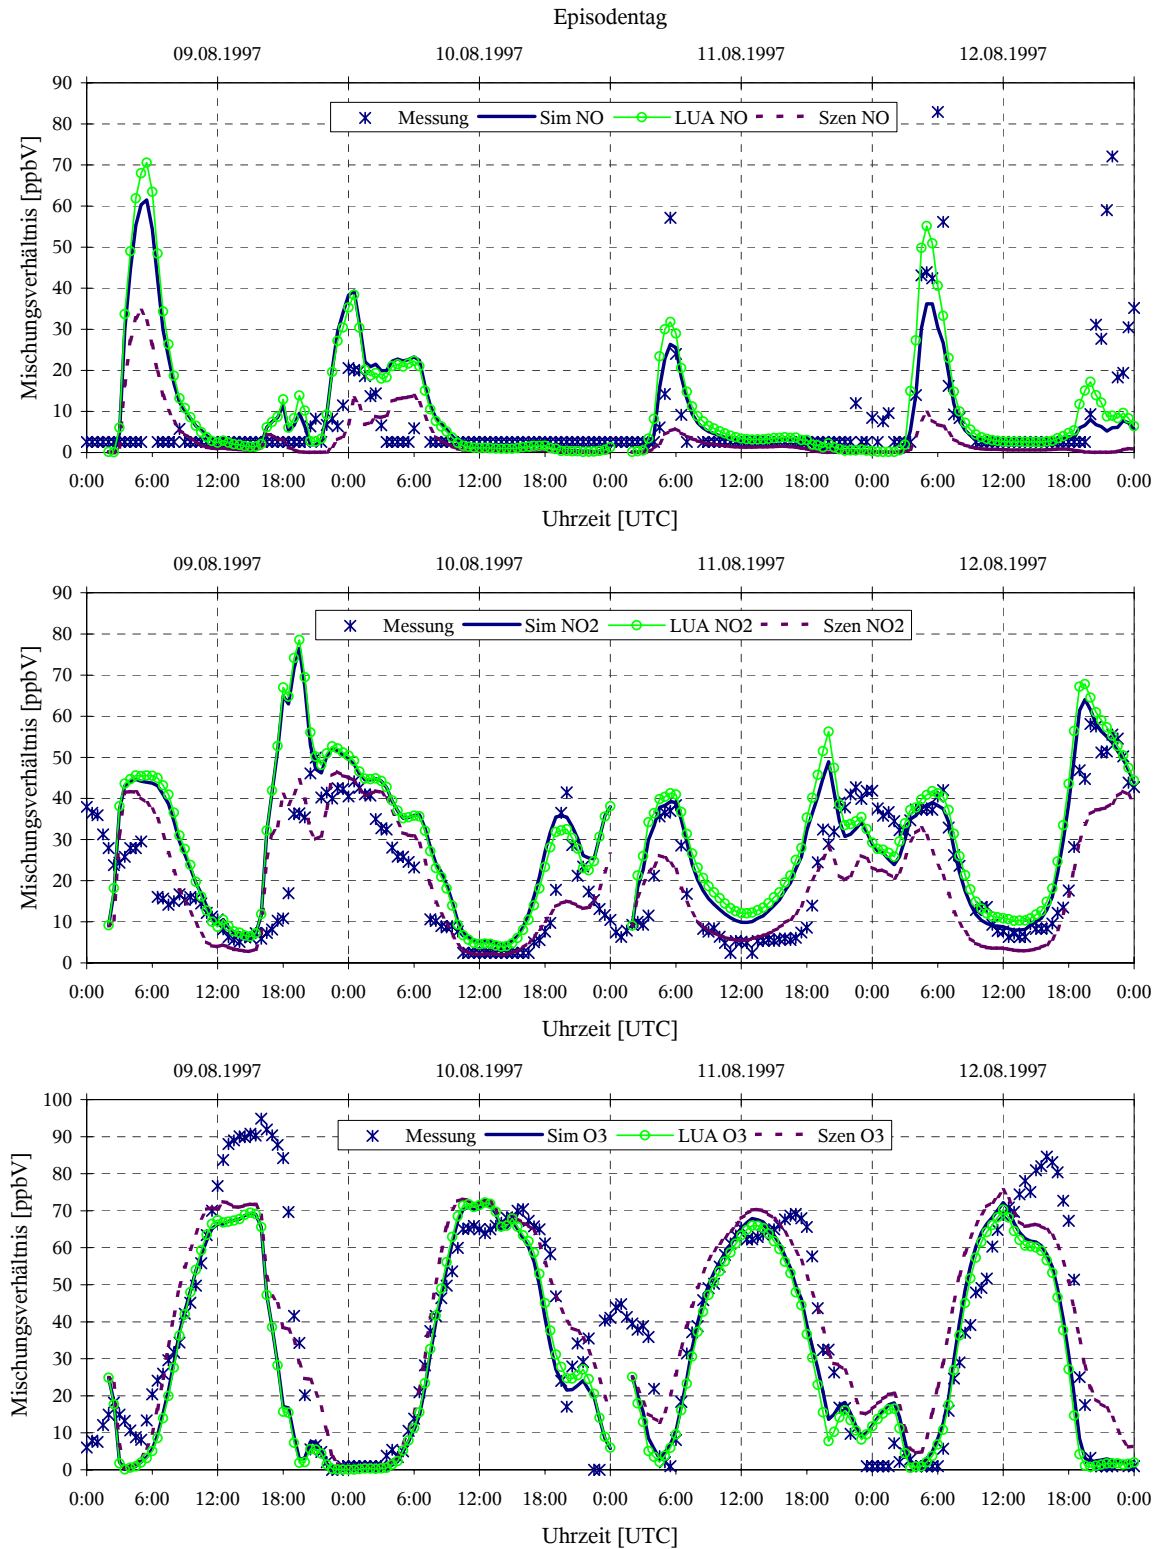 Episodentag
09.08.1997 10.08.1997 11.08.1997 12.08.1997
90
80
70
60
50
40
30
20
10
0
Mischungsverhältnis [ppbV]
Messung Sim NO LUA NO Szen NO
0:00 6:00 12:00 18:00 0:00 6:00 12:00 18:00 0:00 6:00 12:00 18:00 0:00 6:00 12:00 18:00 0:00
Uhrzeit [UTC]
09.08.1997 10.08.1997 11.08.1997 12.08.1997
90
80
70
60
50
40
30
20
10
0
Mischungsverhältnis [ppbV]
Messung Sim NO2 LUA NO2 Szen NO2
0:00 6:00 12:00 18:00 0:00 6:00 12:00 18:00 0:00 6:00 12:00 18:00 0:00 6:00 12:00 18:00 0:00
Uhrzeit [UTC]
09.08.1997 10.08.1997 11.08.1997 12.08.1997
100
90
80
70
60
50
40
30
20
10
0
Mischungsverhältnis [ppbV]
Messung Sim O3 LUA O3 Szen O3
0:00 6:00 12:00 18:00 0:00 6:00 12:00 18:00 0:00 6:00 12:00 18:00 0:00 6:00 12:00 18:00 0:00
Uhrzeit [UTC]